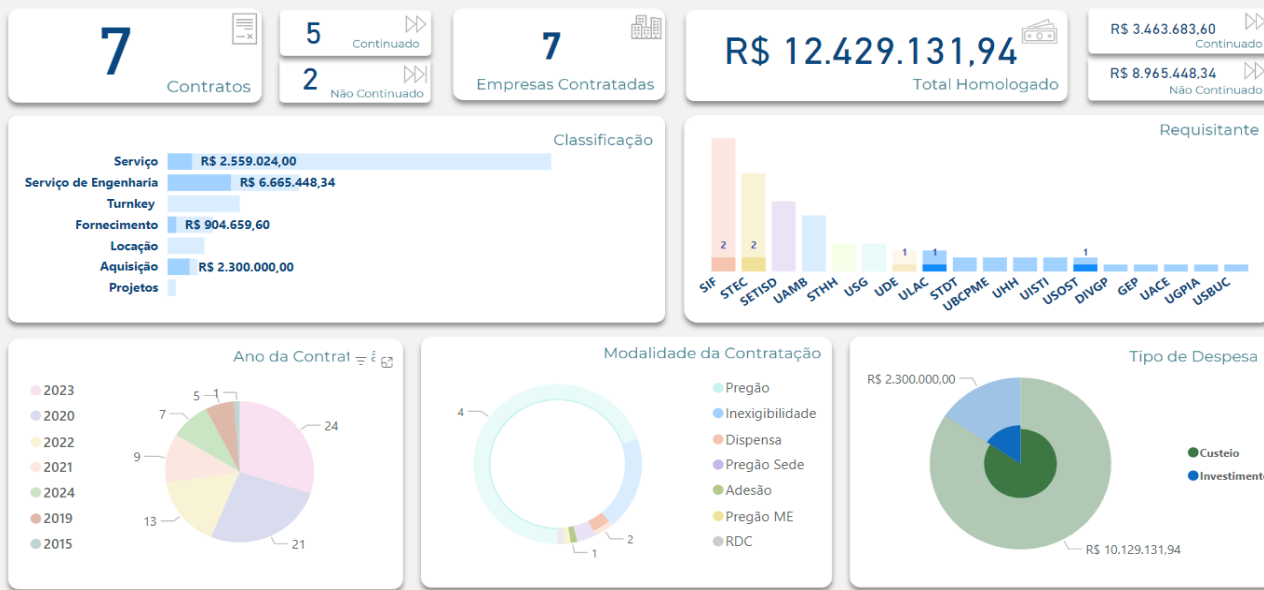 7
Contratos
5
Continuado
2
Não Continuado
7
Empresas Contratadas
R$ 12.429.131,94
Total Homologado
R$ 3.463.683,60
Continuado
R$ 8.965.448,34
Não Continuado
Classificação
Serviço R$ 2.559.024,00
Serviço de Engenharia R$ 6.665.448,34
Turnkey
Fornecimento R$ 904.659,60
Locação
Aquisição R$ 2.300.000,00
Projetos
Requisitante
2 2 1 1 1
SIF STEC SETISD UAMB STHH USG UDE ULAC STDT UBCPME UHH UISTI USOST DIVGP GEP UACE UGPIA USBUC
Ano da Contrat
2023
2020
2022
2021
2024
2019
2015
5 1
7
24
9
13
21
Modalidade da Contratação
4
2
1
Pregão
Inexigibilidade
Dispensa
Pregão Sede
Adesão
Pregão ME
RDC
Tipo de Despesa
R$ 2.300.000,00
Custeio
Investimento
R$ 10.129.131,94